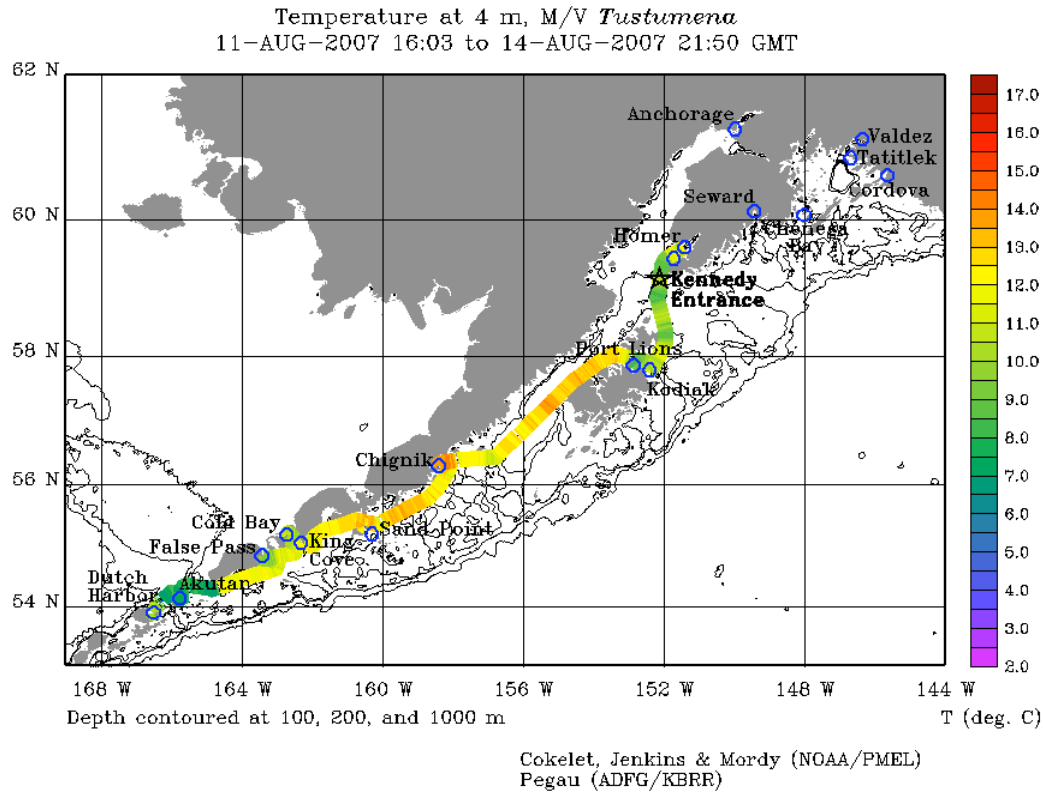 Temperature at 4 m, M/V Tustumena
11-AUG-2007 16:03 to 14-AUG-2007 21:50 GMT
62 N
60 N
58 N
56 N
54 N
Anchorage
Valdez
Tatitlek
Cordova
Seward
Chenega
Bay
Homer
Kennedy
Entrance
Port Lions
Kodiak
Chignik
Cold Bay
Sand Point
False Pass
King
Cove
Dutch
Harbor
Akutan
168 W
164 W
160 W
156 W
152 W
148 W
144 W
17.0
16.0
15.0
14.0
13.0
12.0
11.0
10.0
9.0
8.0
7.0
6.0
5.0
4.0
3.0
2.0
Depth contoured at 100, 200, and 1000 m
T (deg. C)
Cokelet, Jenkins & Mordy (NOAA/PMEL)
Pegau (ADFG/KBRR)